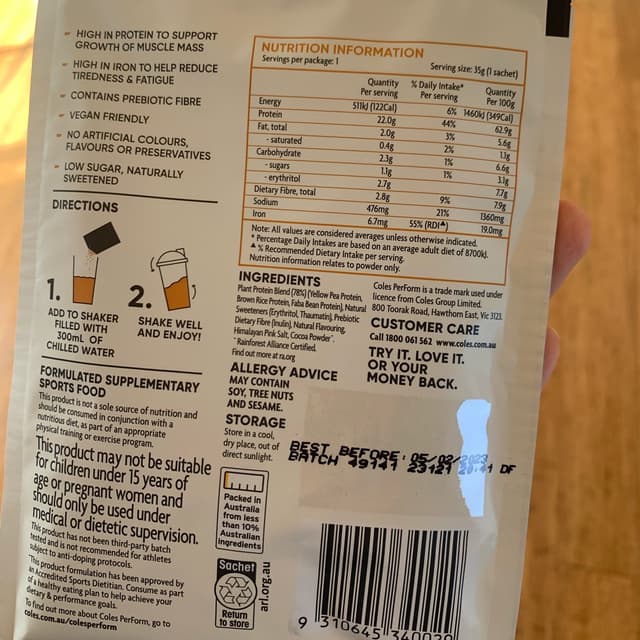 HIGH IN PROTEIN TO SUPPORT
GROWTH OF MUSCLE MASS
HIGH IN IRON TO HELP REDUCE
TIREDNESS & FATIGUE
CONTAINS PREBIOTIC FIBRE
VEGAN FRIENDLY
NO ARTIFICIAL COLOURS,
FLAVOURS OR PRESERVATIVES
LOW SUGAR, NATURALLY
SWEETENED
DIRECTIONS
1.
ADD TO SHAKER
FILLED WITH
300mL OF
CHILLED WATER
2.
SHAKE WELL
AND ENJOY!
FORMULATED SUPPLEMENTARY
SPORTS FOOD
This product is not a sole source of nutrition and
should be consumed in conjunction with a
nutritious diet, as part of an appropriate
physical training or exercise program.
This product may not be suitable
for children under 15 years of
age or pregnant women and
should only be used under
medical or dietetic supervision.
This product has not been third-party batch
tested and is not recommended for athletes
subject to anti-doping protocols.
This product formulation has been approved by
an Accredited Sports Dietitian. Consume as part
of a healthy eating plan to help achieve your
dietary & performance goals.
To find out more about Coles PerForm, go to
coles.com.au/colesperform
NUTRITION INFORMATION
Servings per package: 1 Serving size: 35g (1 sachet)
Quantity Per serving % Daily Intake* Per serving Quantity Per 100g
Energy 511kJ (122Cal) 6% 1460kJ (349Cal)
Protein 22.0g 44% 62.9g
Fat, total 2.0g 3% 5.6g
- saturated 0.4g 2% 1.1g
Carbohydrate 2.3g 1% 6.6g
- sugars 1.1g 1% 3.1g
- erythritol 2.7g 7.7g
Dietary Fibre, total 2.8g 9% 7.9g
Sodium 476mg 21% 1360mg
Iron 6.7mg 55% (RDI▲) 19.0mg
Note: All values are considered averages unless otherwise indicated.
* Percentage Daily Intakes are based on an average adult diet of 8700kJ.
▲% Recommended Dietary Intake per serving.
Nutrition information relates to powder only.
INGREDIENTS
Plant Protein Blend (78%) (Yellow Pea Protein,
Brown Rice Protein, Faba Bean Protein), Natural
Sweeteners (Erythritol, Thaumatin), Prebiotic
Dietary Fibre (Inulin), Natural Flavouring,
Himalayan Pink Salt, Cocoa Powder^.
^Rainforest Alliance Certified.
Find out more at ra.org
ALLERGY ADVICE
MAY CONTAIN
SOY, TREE NUTS
AND SESAME.
STORAGE
Store in a cool,
dry place, out of
direct sunlight.
Coles PerForm is a trade mark used under
licence from Coles Group Limited.
800 Toorak Road, Hawthorn East, Vic 3123.
CUSTOMER CARE
Call 1800 061 562 www.coles.com.au
TRY IT. LOVE IT.
OR YOUR
MONEY BACK.
BEST BEFORE: 05/02/2023
BATCH 49141 23121 20:41 DF
Packed in
Australia
from less
than 10%
Australian
ingredients
Sachet
Return
to store
arl.org.au
9 310645 340020